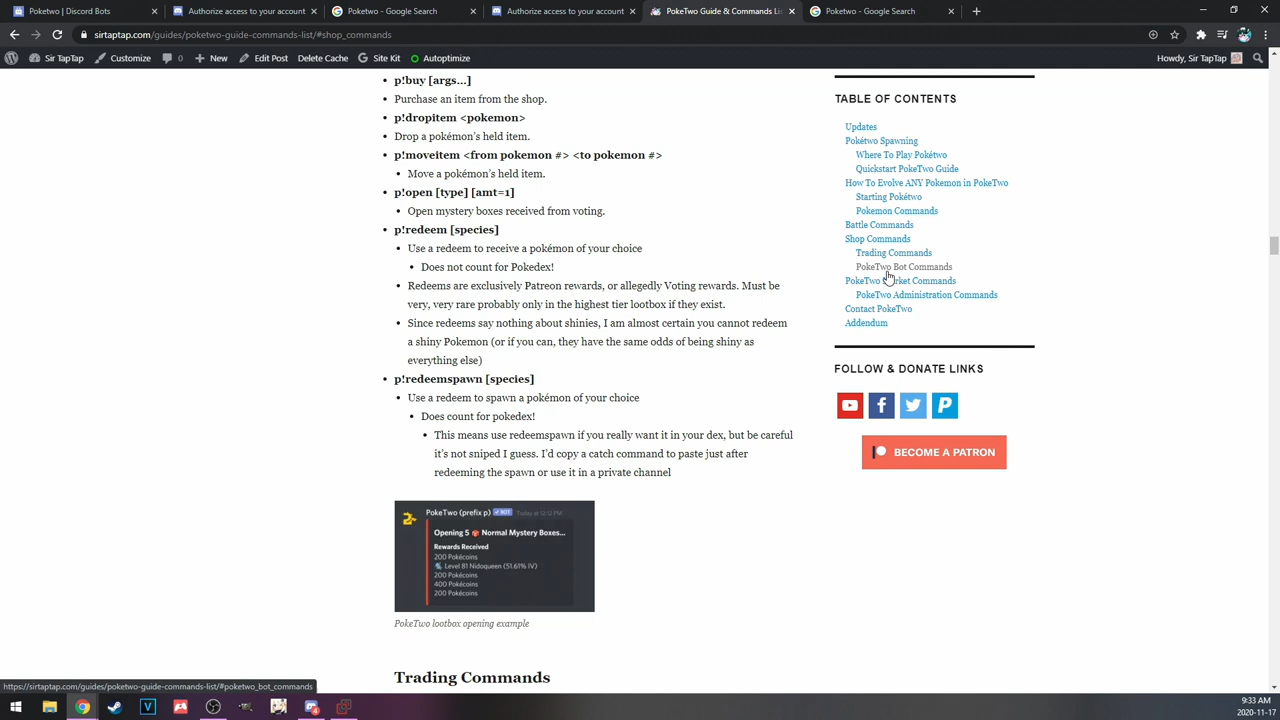 Poketwo | Discord Bots
Authorize access to your account
Poketwo - Google Search
Authorize access to your account
PokeTwo Guide & Commands Lis
Poketwo - Google Search
sirtaptap.com/guides/poketwo-guide-commands-list/#shop_commands
Sir TapTap
Customize
0
New
Edit Post
Delete Cache
Site Kit
Autoptimize
Howdy, Sir TapTap
p!buy [args…]
Purchase an item from the shop.
p!dropitem <pokemon>
Drop a pokémon's held item.
p!moveitem <from pokemon #> <to pokemon #>
Move a pokémon's held item.
p!open [type] [amt=1]
Open mystery boxes received from voting.
p!redeem [species]
Use a redeem to receive a pokémon of your choice
Does not count for Pokedex!
Redeems are exclusively Patreon rewards, or allegedly Voting rewards. Must be
very, very rare probably only in the highest tier lootbox if they exist.
Since redeems say nothing about shinies, I am almost certain you cannot redeem
a shiny Pokemon (or if you can, they have the same odds of being shiny as
everything else)
p!redeemspawn [species]
Use a redeem to spawn a pokémon of your choice
Does count for pokedex!
This means use redeemspawn if you really want it in your dex, but be careful
it's not sniped I guess. I'd copy a catch command to paste just after
redeeming the spawn or use it in a private channel
PokeTwo (prefix p) BOT Today at 12:12 PM
Opening 5 Normal Mystery Boxes...
Rewards Received
200 Pokécoins
Level 81 Nidoqueen (51.61% IV)
200 Pokécoins
400 Pokécoins
200 Pokécoins
PokeTwo lootbox opening example
Trading Commands
TABLE OF CONTENTS
Updates
Pokétwo Spawning
Where To Play Pokétwo
Quickstart PokeTwo Guide
How To Evolve ANY Pokemon in PokeTwo
Starting Pokétwo
Pokemon Commands
Battle Commands
Shop Commands
Trading Commands
PokeTwo Bot Commands
PokeTwo Market Commands
PokeTwo Administration Commands
Contact PokeTwo
Addendum
FOLLOW & DONATE LINKS
BECOME A PATRON
https://sirtaptap.com/guides/poketwo-guide-commands-list/#poketwo_bot_commands
9:33 AM
2020-11-17